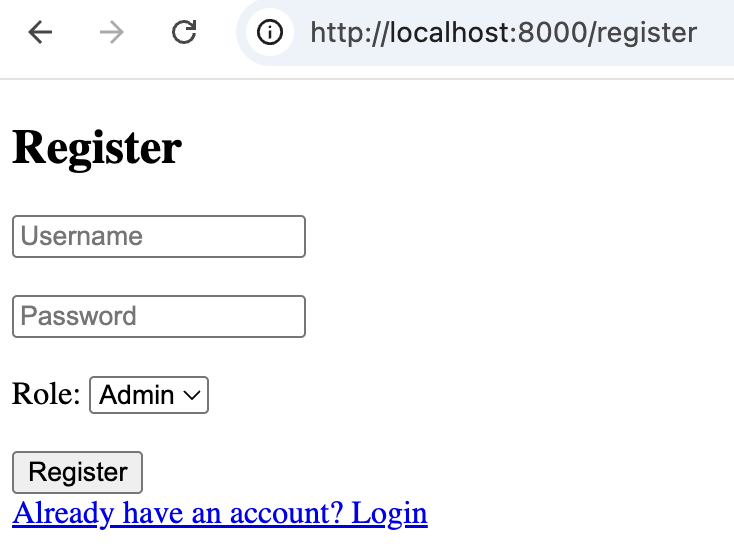 http://localhost:8000/register
Register
Username
Password
Role: Admin
Register
Already have an account? Login